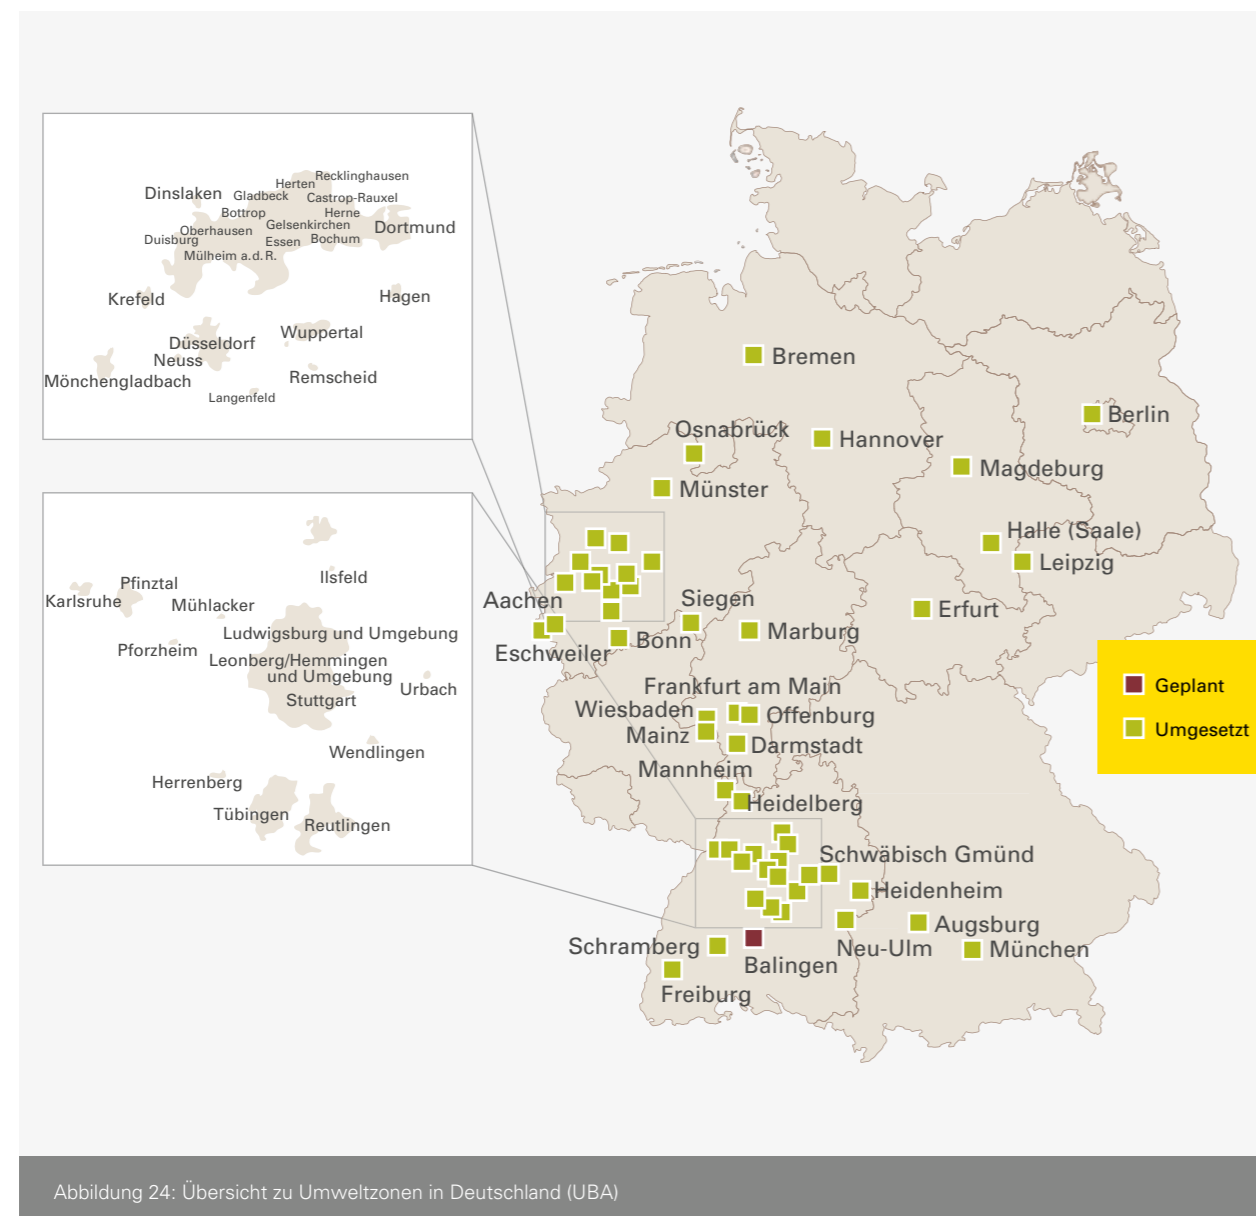 Recklinghausen
Herten
Dinslaken
Gladbeck
Castrop-Rauxel
Bottrop
Herne
Gelsenkirchen
Dortmund
Oberhausen
Duisburg
Essen
Bochum
Mülheim a.d.R.
Krefeld
Hagen
Wuppertal
Düsseldorf
Neuss
Mönchengladbach
Remscheid
Langenfeld
Ilsfeld
Pfinztal
Karlsruhe
Mühlacker
Ludwigsburg und Umgebung
Pforzheim
Leonberg/Hemmingen
und Umgebung
Urbach
Stuttgart
Wendlingen
Herrenberg
Tübingen
Reutlingen
Bremen
Berlin
Osnabrück
Hannover
Magdeburg
Münster
Halle (Saale)
Leipzig
Aachen
Siegen
Erfurt
Marburg
Bonn
Eschweiler
Frankfurt am Main
Wiesbaden
Offenburg
Mainz
Darmstadt
Mannheim
Heidelberg
Schwäbisch Gmünd
Heidenheim
Augsburg
Schramberg
Neu-Ulm
München
Balingen
Freiburg
Geplant
Umgesetzt
Abbildung 24: Übersicht zu Umweltzonen in Deutschland (UBA)